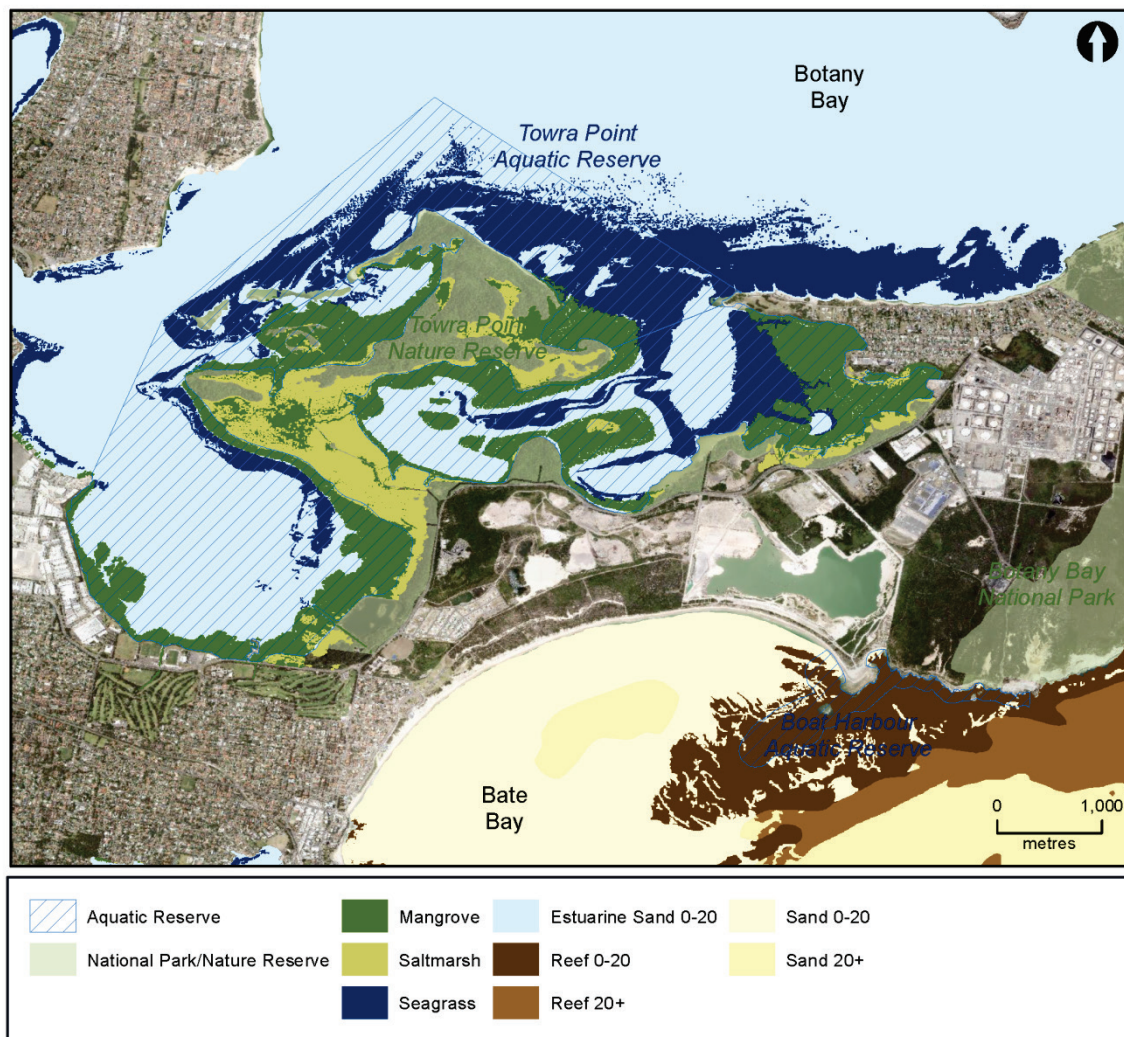 Botany
Bay
Towra Point
Aquatic Reserve
Towra Point
Nature Reserve
Botany Bay
National Park
Boat Harbour
Aquatic Reserve
Bate
Bay
0 1,000
metres
Aquatic Reserve
National Park/Nature Reserve
Mangrove
Saltmarsh
Seagrass
Estuarine Sand 0-20
Reef 0-20
Reef 20+
Sand 0-20
Sand 20+